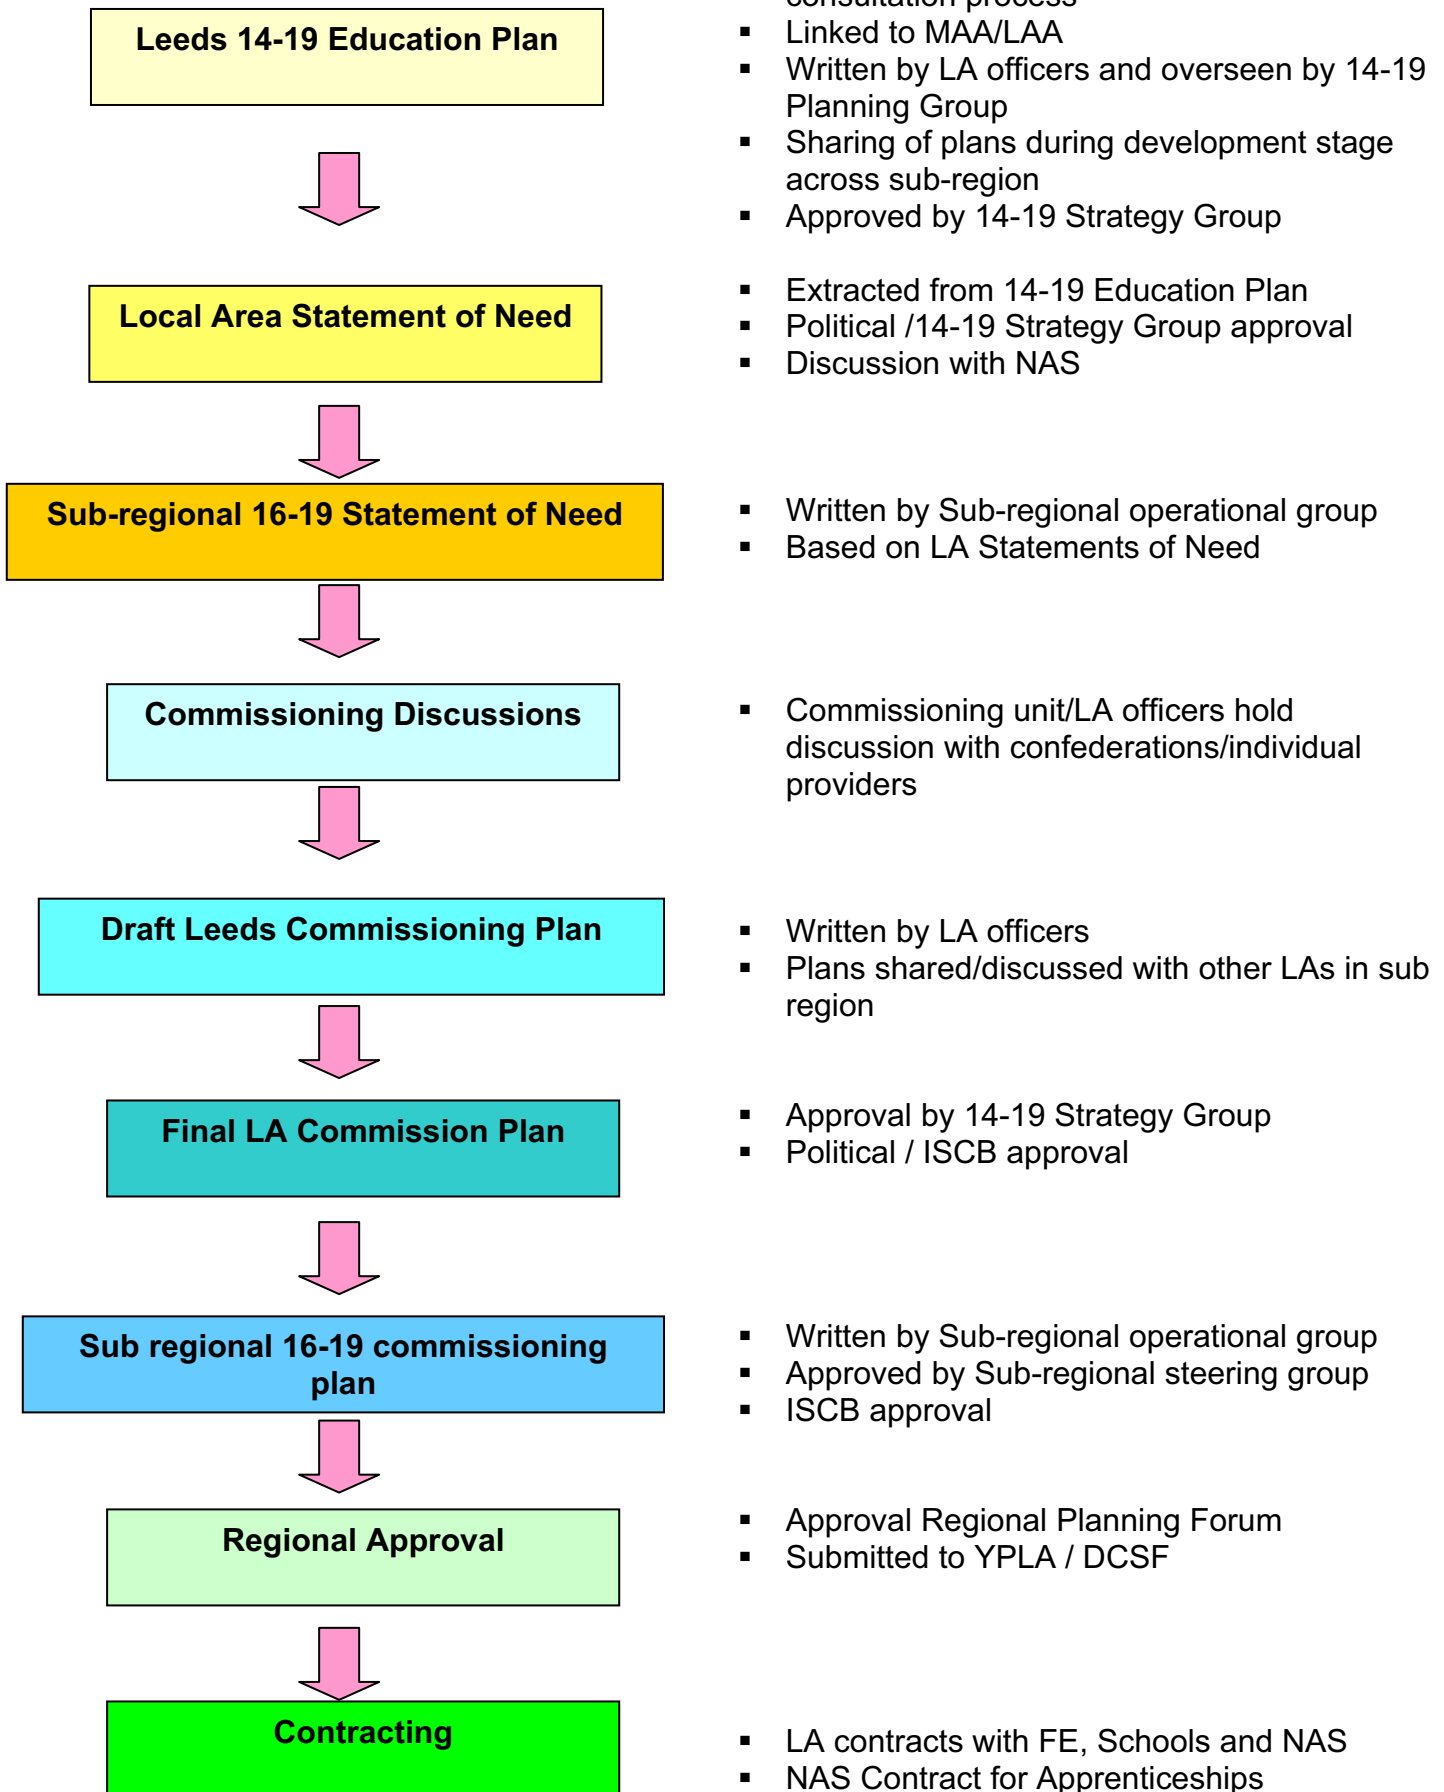 consultation process
Leeds 14-19 Education Plan
▪ Linked to MAA/LAA
▪ Written by LA officers and overseen by 14-19
Planning Group
▪ Sharing of plans during development stage
across sub-region
▪ Approved by 14-19 Strategy Group
Local Area Statement of Need
▪ Extracted from 14-19 Education Plan
▪ Political /14-19 Strategy Group approval
▪ Discussion with NAS
Sub-regional 16-19 Statement of Need
▪ Written by Sub-regional operational group
▪ Based on LA Statements of Need
Commissioning Discussions
▪ Commissioning unit/LA officers hold
discussion with confederations/individual
providers
Draft Leeds Commissioning Plan
▪ Written by LA officers
▪ Plans shared/discussed with other LAs in sub
region
Final LA Commission Plan
▪ Approval by 14-19 Strategy Group
▪ Political / ISCB approval
Sub regional 16-19 commissioning
plan
▪ Written by Sub-regional operational group
▪ Approved by Sub-regional steering group
▪ ISCB approval
Regional Approval
▪ Approval Regional Planning Forum
▪ Submitted to YPLA / DCSF
Contracting
▪ LA contracts with FE, Schools and NAS
▪ NAS Contract for Apprenticeships